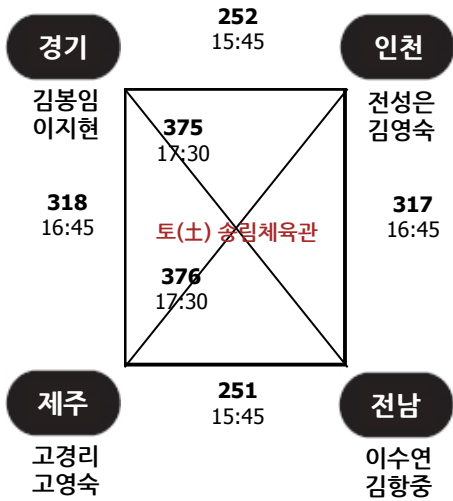 252
15:45
경기
인천
김봉임
이지현
전성은
김영숙
375
17:30
318
16:45
317
16:45
토(土) 송림체육관
376
17:30
제주
251
15:45
전남
고경리
고영숙
이수연
김항중